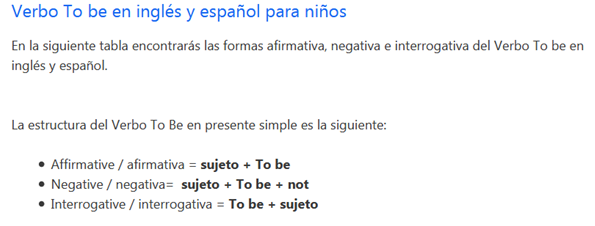 Verbo To be en inglés y español para niños
En la siguiente tabla encontrarás las formas afirmativa, negativa e interrogativa del Verbo To be en
inglés y español.
La estructura del Verbo To Be en presente simple es la siguiente:
• Affirmative / afirmativa = sujeto + To be
• Negative / negativa= sujeto + To be + not
• Interrogative / interrogativa = To be + sujeto